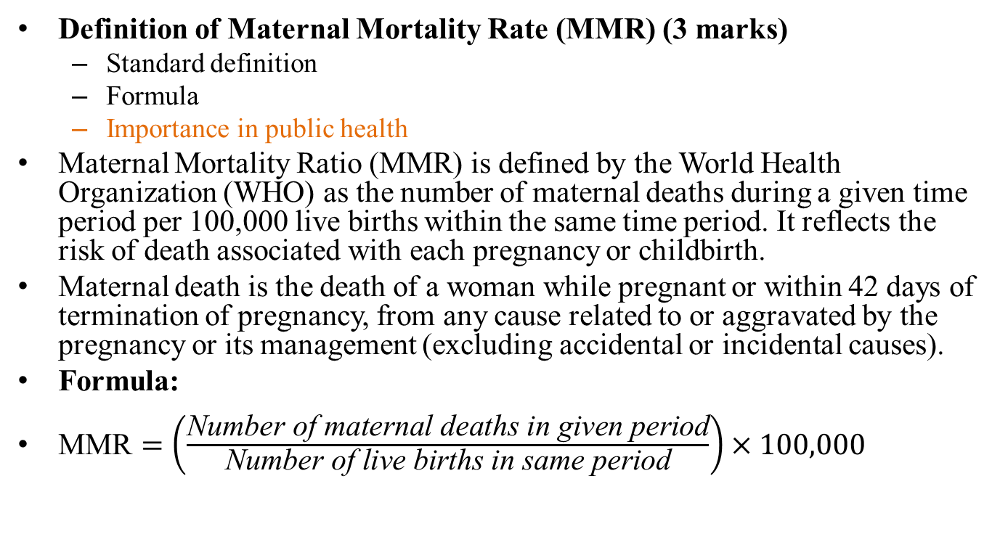 • Definition of Maternal Mortality Rate (MMR) (3 marks)
– Standard definition
– Formula
– Importance in public health
• Maternal Mortality Ratio (MMR) is defined by the World Health
Organization (WHO) as the number of maternal deaths during a given time
period per 100,000 live births within the same time period. It reflects the
risk of death associated with each pregnancy or childbirth.
• Maternal death is the death of a woman while pregnant or within 42 days of
termination of pregnancy, from any cause related to or aggravated by the
pregnancy or its management (excluding accidental or incidental causes).
• Formula:
• MMR = (Number of maternal deaths in given period / Number of live births in same period) × 100,000